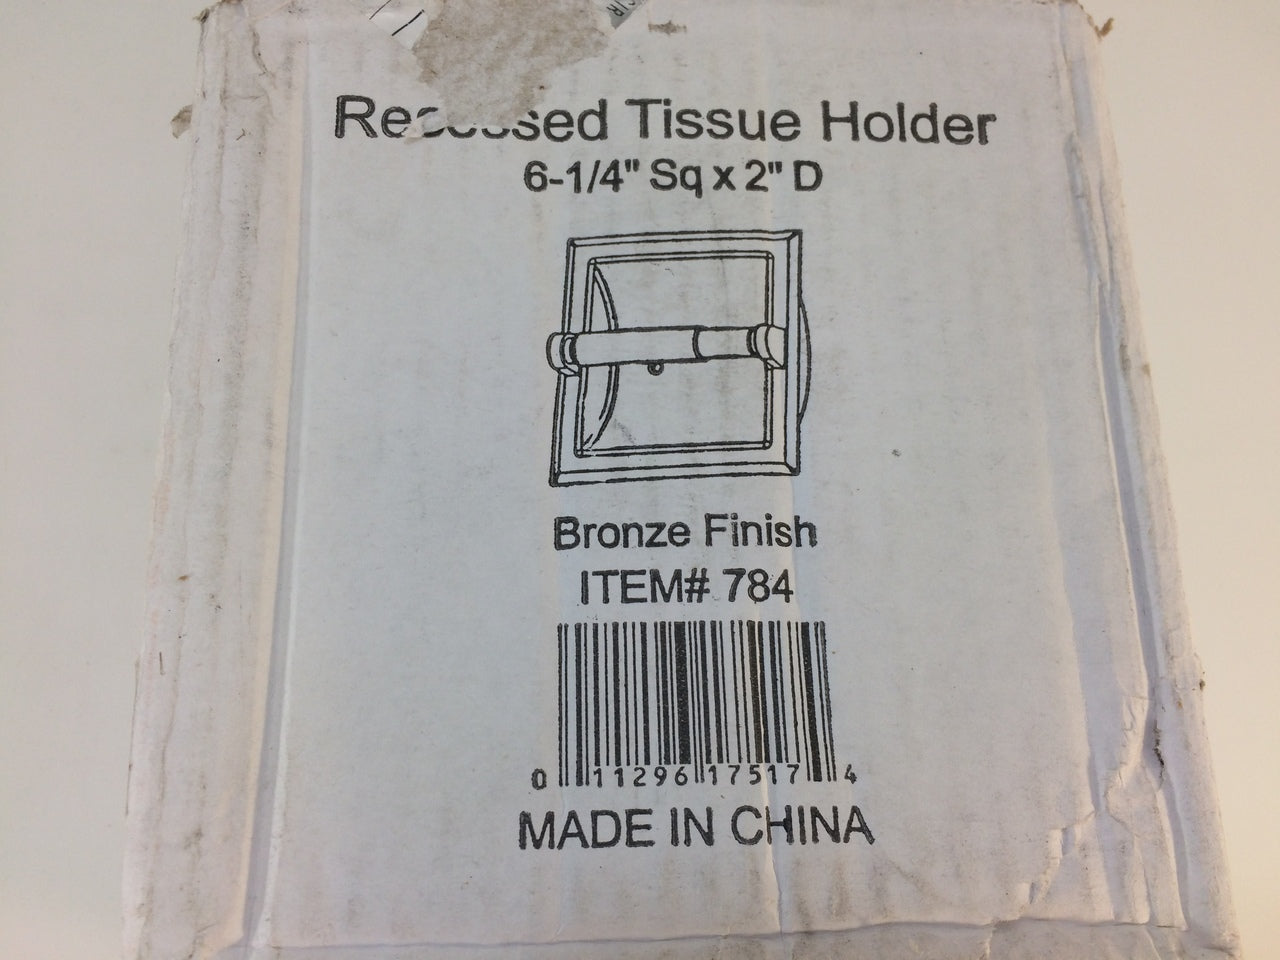 Recessed Tissue Holder
6-1/4" Sq x 2" D
Bronze Finish
ITEM# 784
0 11296 17517 4
MADE IN CHINA